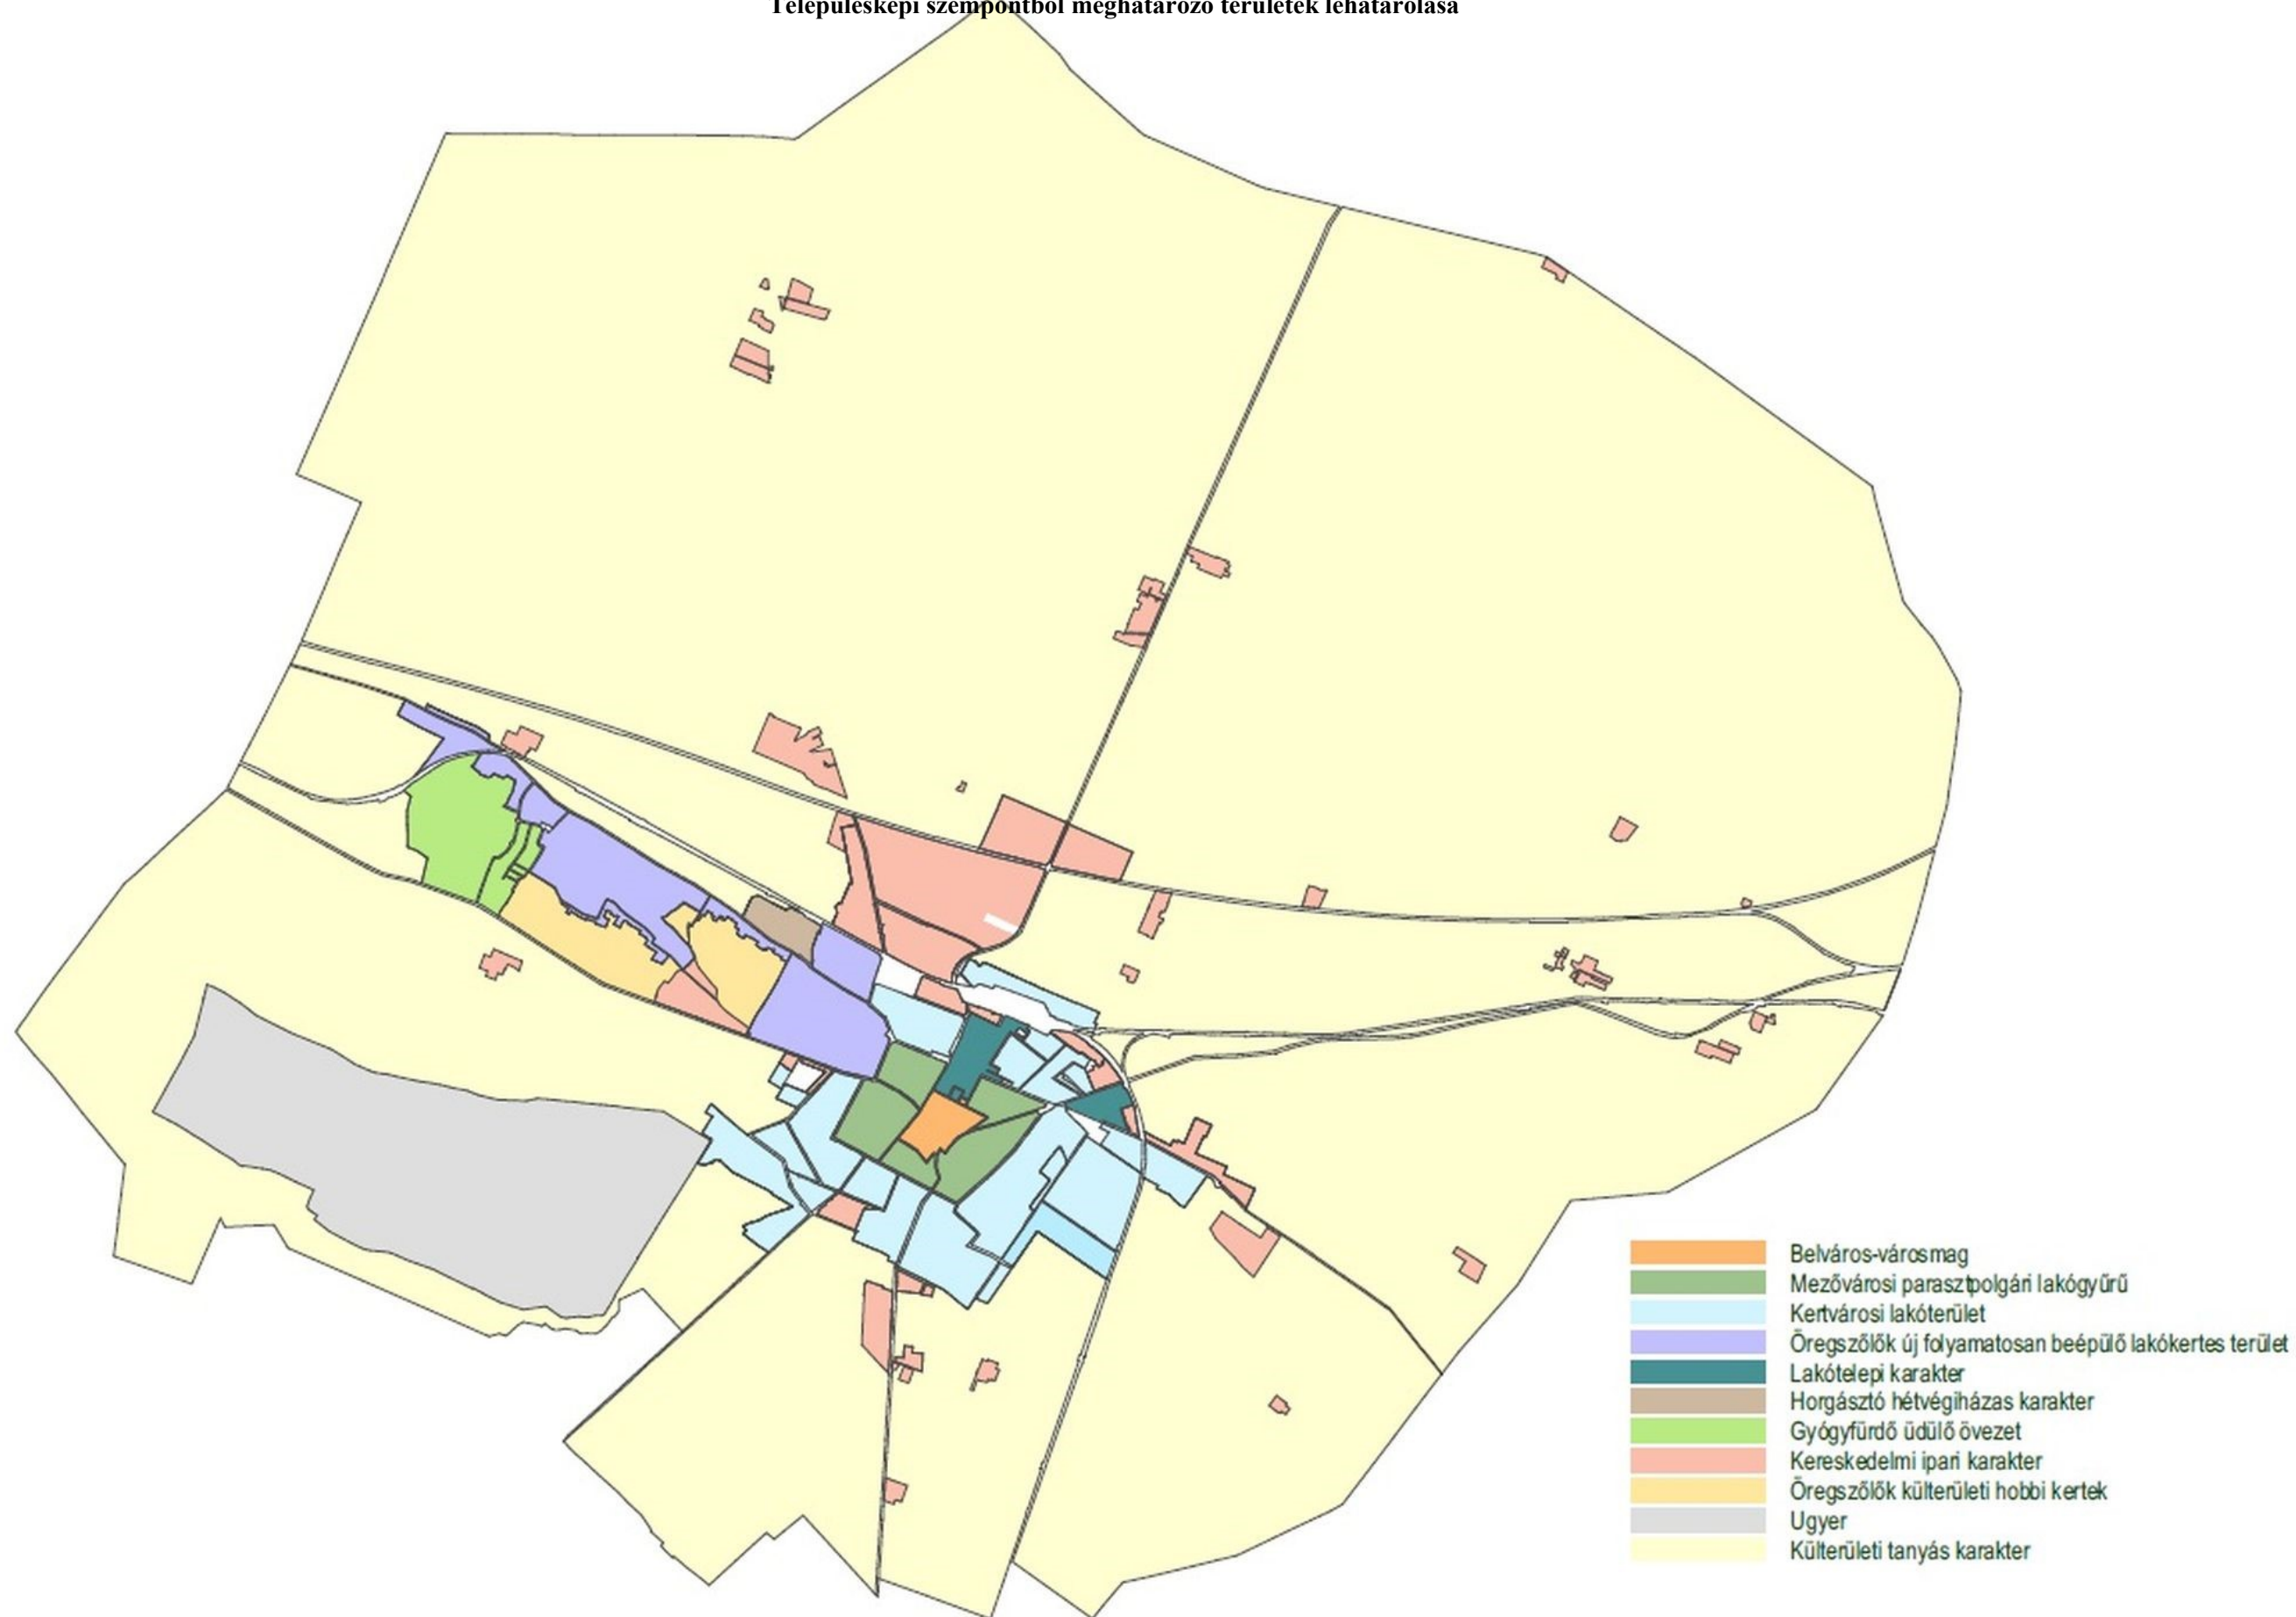 Településképi szempontból meghatározó területek lehatárolása
Belváros-városmag
Mezővárosi parasztpolgári lakógyűrű
Kertvárosi lakóterület
Öregszőlők új folyamatosan beépülő lakókertes terület
Lakótelepi karakter
Horgásztó hétvégiházas karakter
Gyógyfürdő üdülő övezet
Kereskedelmi ipari karakter
Öregszőlők külterületi hobbi kertek
Ugyer
Külterületi tanyás karakter